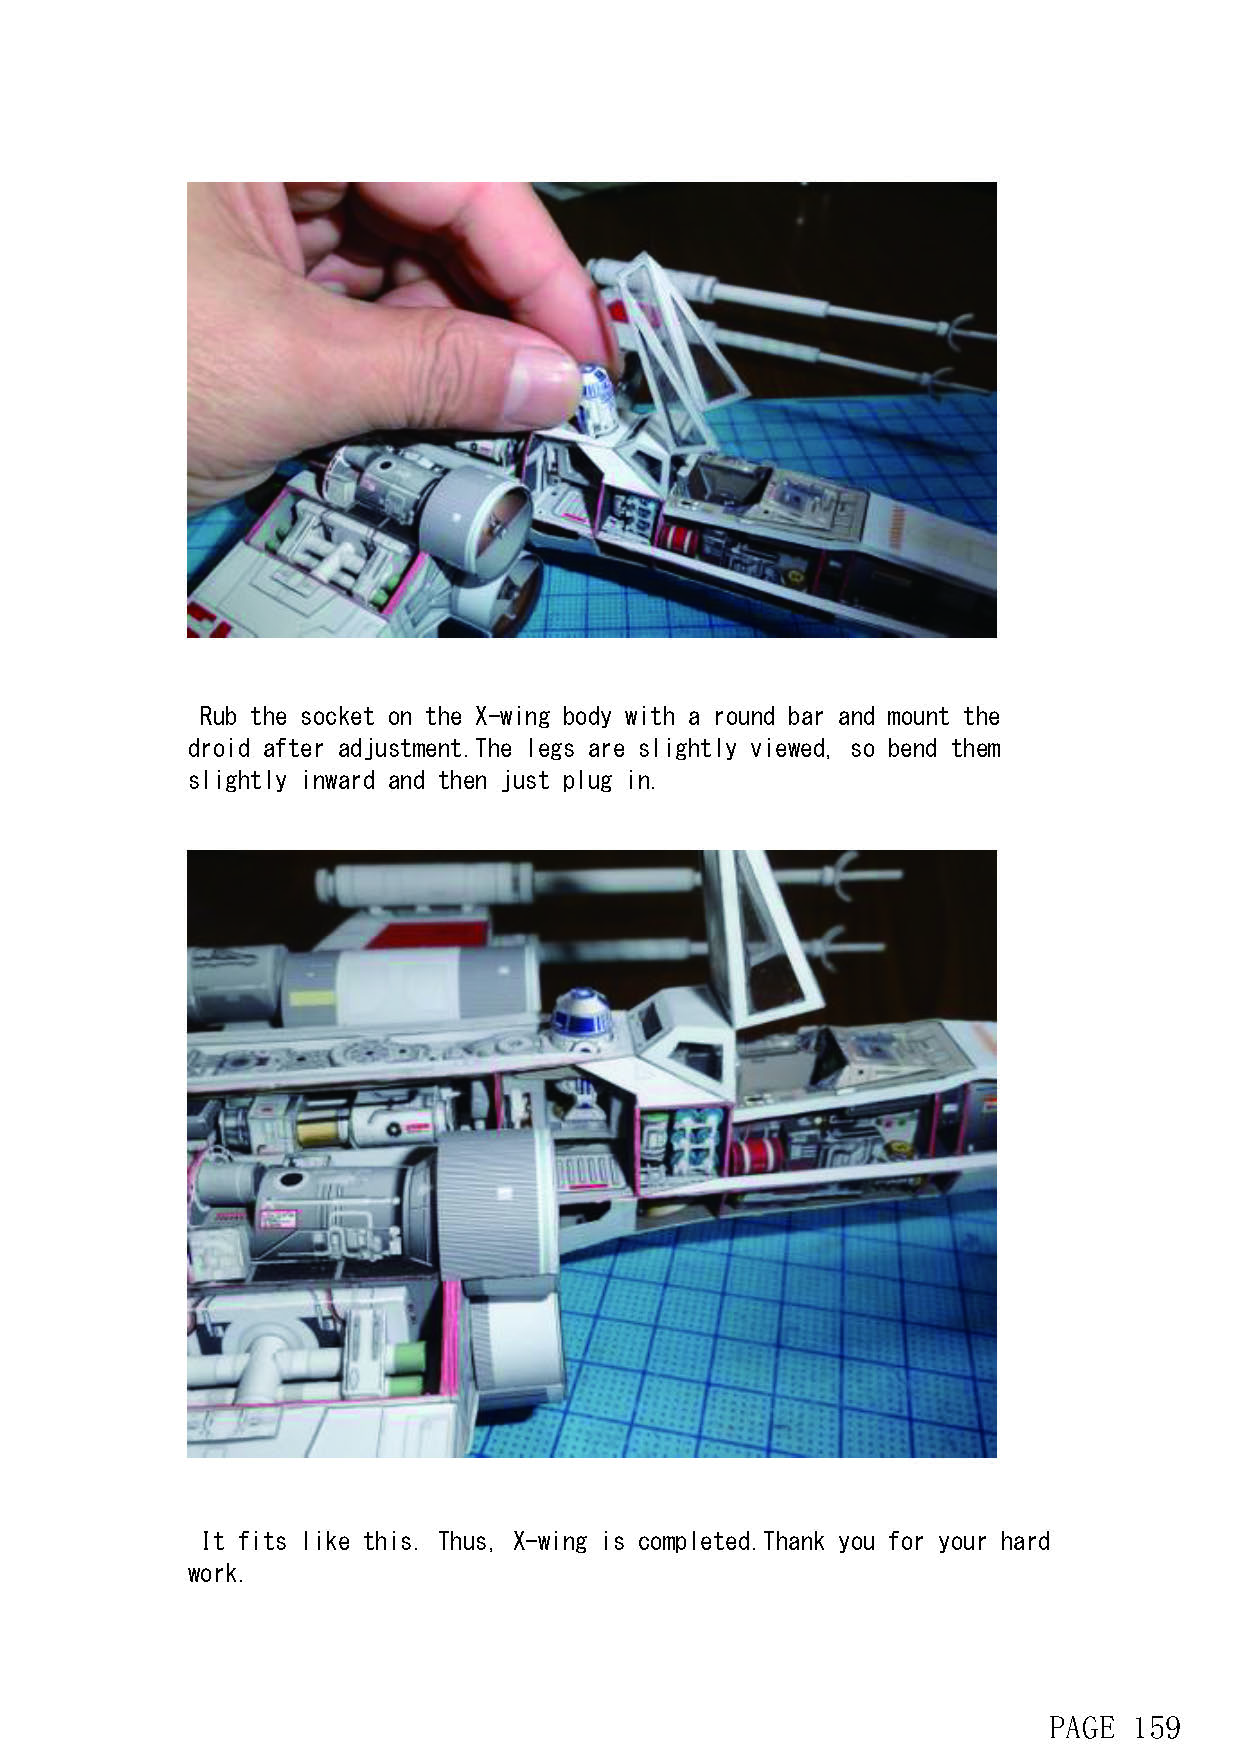 Rub the socket on the X-wing body with a round bar and mount the
droid after adjustment.The legs are slightly viewed, so bend them
slightly inward and then just plug in.
It fits like this. Thus, X-wing is completed.Thank you for your hard
work.
PAGE 159